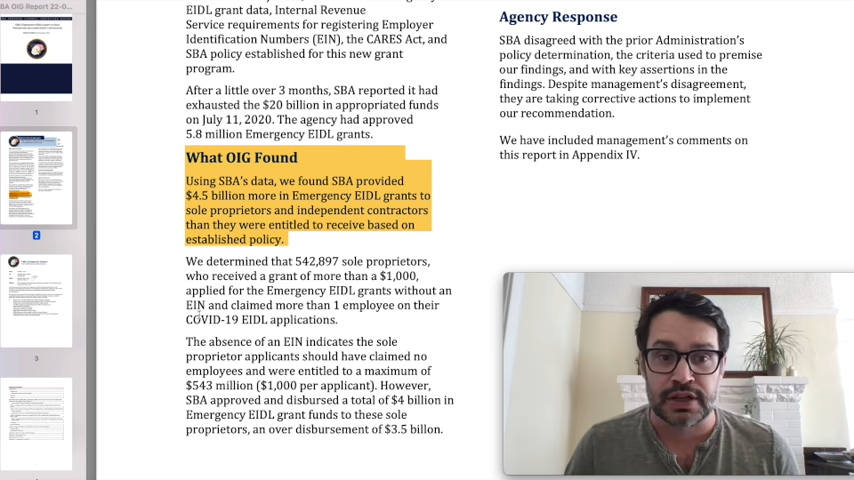 BA OIG Report 22-0...
1
2
3
EIDL grant data, Internal Revenue
Service requirements for registering Employer
Identification Numbers (EIN), the CARES Act, and
SBA policy established for this new grant
program.
After a little over 3 months, SBA reported it had
exhausted the $20 billion in appropriated funds
on July 11, 2020. The agency had approved
5.8 million Emergency EIDL grants.
What OIG Found
Using SBA's data, we found SBA provided
$4.5 billion more in Emergency EIDL grants to
sole proprietors and independent contractors
than they were entitled to receive based on
established policy.
We determined that 542,897 sole proprietors,
who received a grant of more than a $1,000,
applied for the Emergency EIDL grants without an
EIN and claimed more than 1 employee on their
COVID-19 EIDL applications.
The absence of an EIN indicates the sole
proprietor applicants should have claimed no
employees and were entitled to a maximum of
$543 million ($1,000 per applicant). However,
SBA approved and disbursed a total of $4 billion in
Emergency EIDL grant funds to these sole
proprietors, an over disbursement of $3.5 billon.
Agency Response
SBA disagreed with the prior Administration's
policy determination, the criteria used to premise
our findings, and with key assertions in the
findings. Despite management's disagreement,
they are taking corrective actions to implement
our recommendation.
We have included management's comments on
this report in Appendix IV.